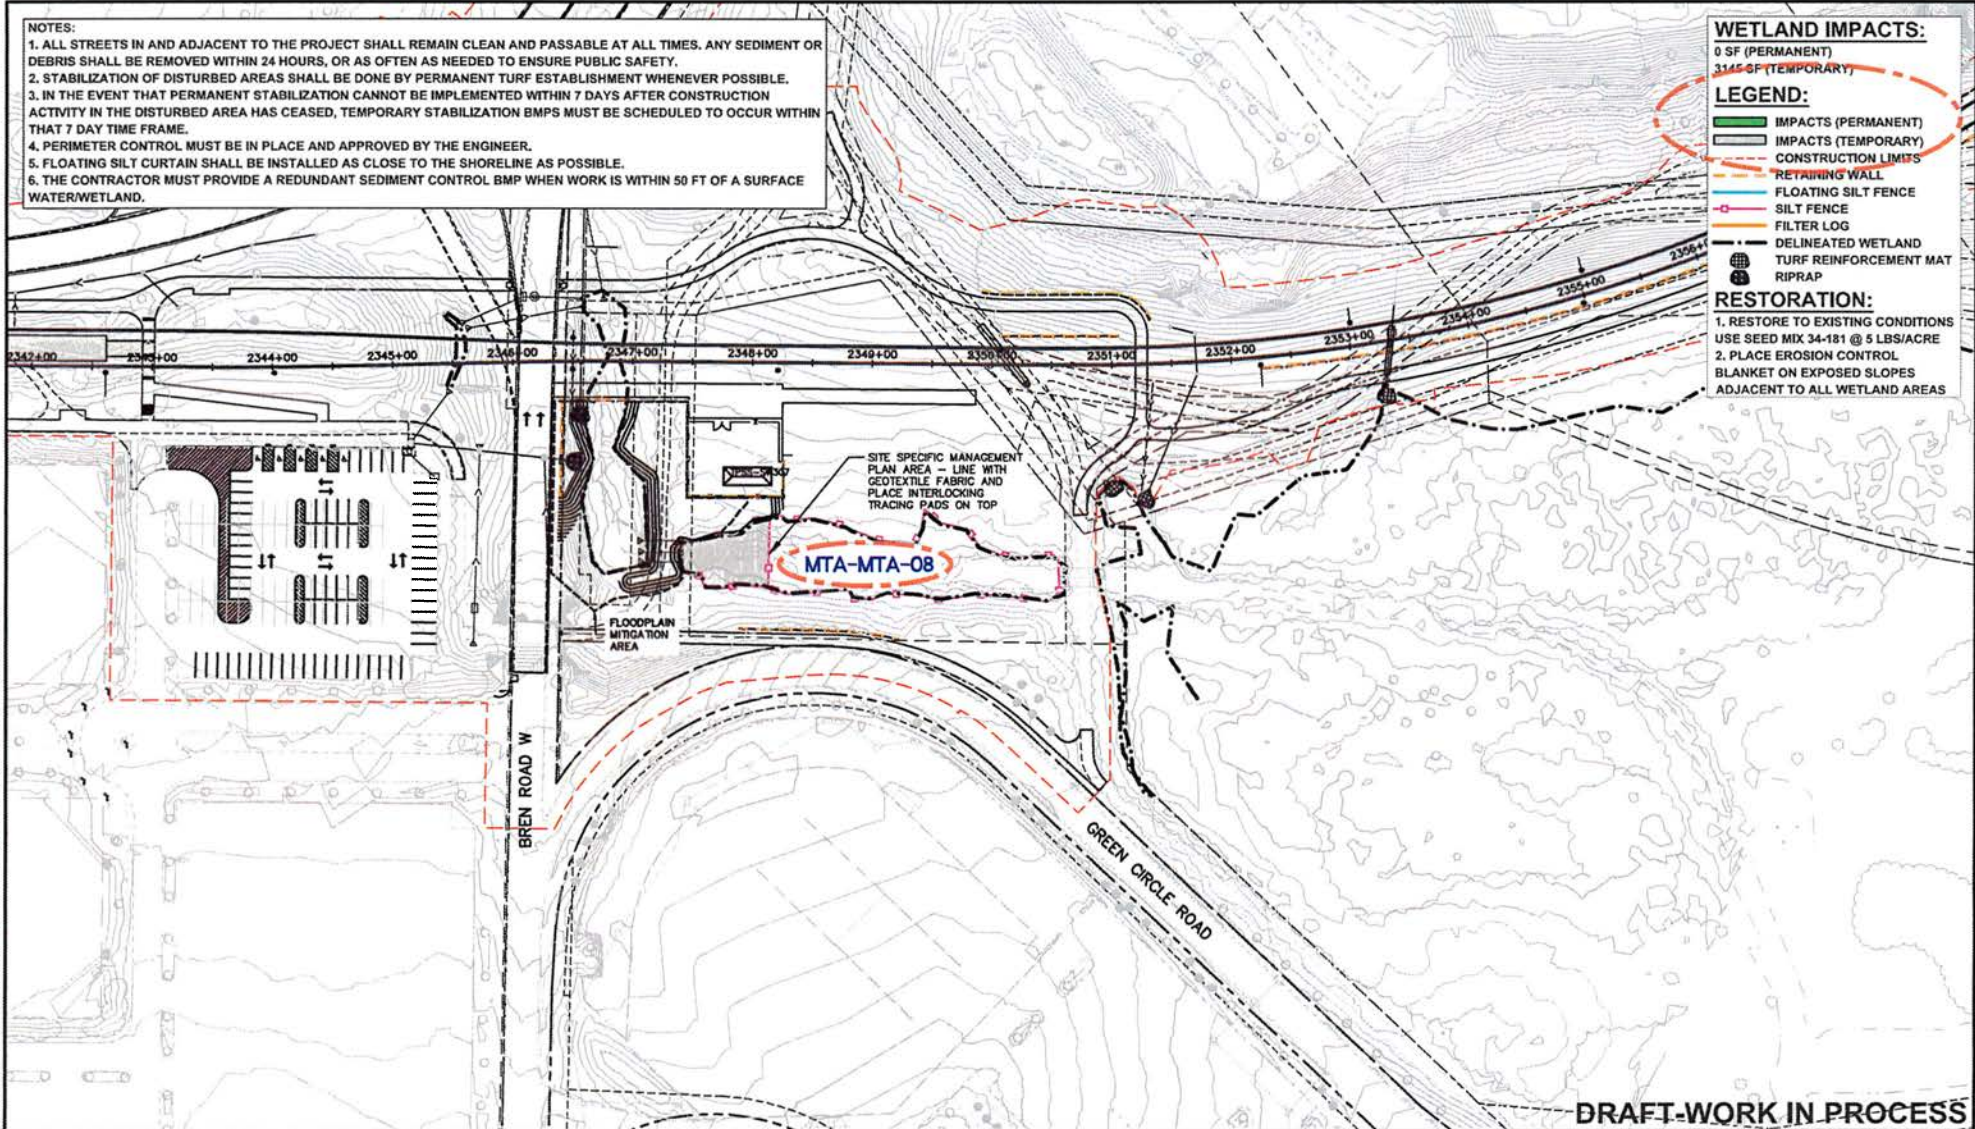 NOTES:
1. ALL STREETS IN AND ADJACENT TO THE PROJECT SHALL REMAIN CLEAN AND PASSABLE AT ALL TIMES. ANY SEDIMENT OR
DEBRIS SHALL BE REMOVED WITHIN 24 HOURS, OR AS OFTEN AS NEEDED TO ENSURE PUBLIC SAFETY.
2. STABILIZATION OF DISTURBED AREAS SHALL BE DONE BY PERMANENT TURF ESTABLISHMENT WHENEVER POSSIBLE.
3. IN THE EVENT THAT PERMANENT STABILIZATION CANNOT BE IMPLEMENTED WITHIN 7 DAYS AFTER CONSTRUCTION
ACTIVITY IN THE DISTURBED AREA HAS CEASED, TEMPORARY STABILIZATION BMPS MUST BE SCHEDULED TO OCCUR WITHIN
THAT 7 DAY TIME FRAME.
4. PERIMETER CONTROL MUST BE IN PLACE AND APPROVED BY THE ENGINEER.
5. FLOATING SILT CURTAIN SHALL BE INSTALLED AS CLOSE TO THE SHORELINE AS POSSIBLE.
6. THE CONTRACTOR MUST PROVIDE A REDUNDANT SEDIMENT CONTROL BMP WHEN WORK IS WITHIN 50 FT OF A SURFACE
WATER/WETLAND.
WETLAND IMPACTS:
0 SF (PERMANENT)
3145 SF (TEMPORARY)
LEGEND:
IMPACTS (PERMANENT)
IMPACTS (TEMPORARY)
CONSTRUCTION LIMITS
RETAINING WALL
FLOATING SILT FENCE
SILT FENCE
FILTER LOG
DELINEATED WETLAND
TURF REINFORCEMENT MAT
RIPRAP
RESTORATION:
1. RESTORE TO EXISTING CONDITIONS
USE SEED MIX 34-181 @ 5 LBS/ACRE
2. PLACE EROSION CONTROL
BLANKET ON EXPOSED SLOPES
ADJACENT TO ALL WETLAND AREAS
2342+00
2343+00
2344+00
2345+00
2346+00
2347+00
2348+00
2349+00
2350+00
2351+00
2352+00
2353+00
2354+00
2355+00
SITE SPECIFIC MANAGEMENT
PLAN AREA – LINE WITH
GEOTEXTILE FABRIC AND
PLACE INTERLOCKING
TRACING PADS ON TOP
MTA-MTA-08
FLOODPLAIN
MITIGATION
AREA
BREN ROAD W
GREEN CIRCLE ROAD
DRAFT-WORK IN PROCESS